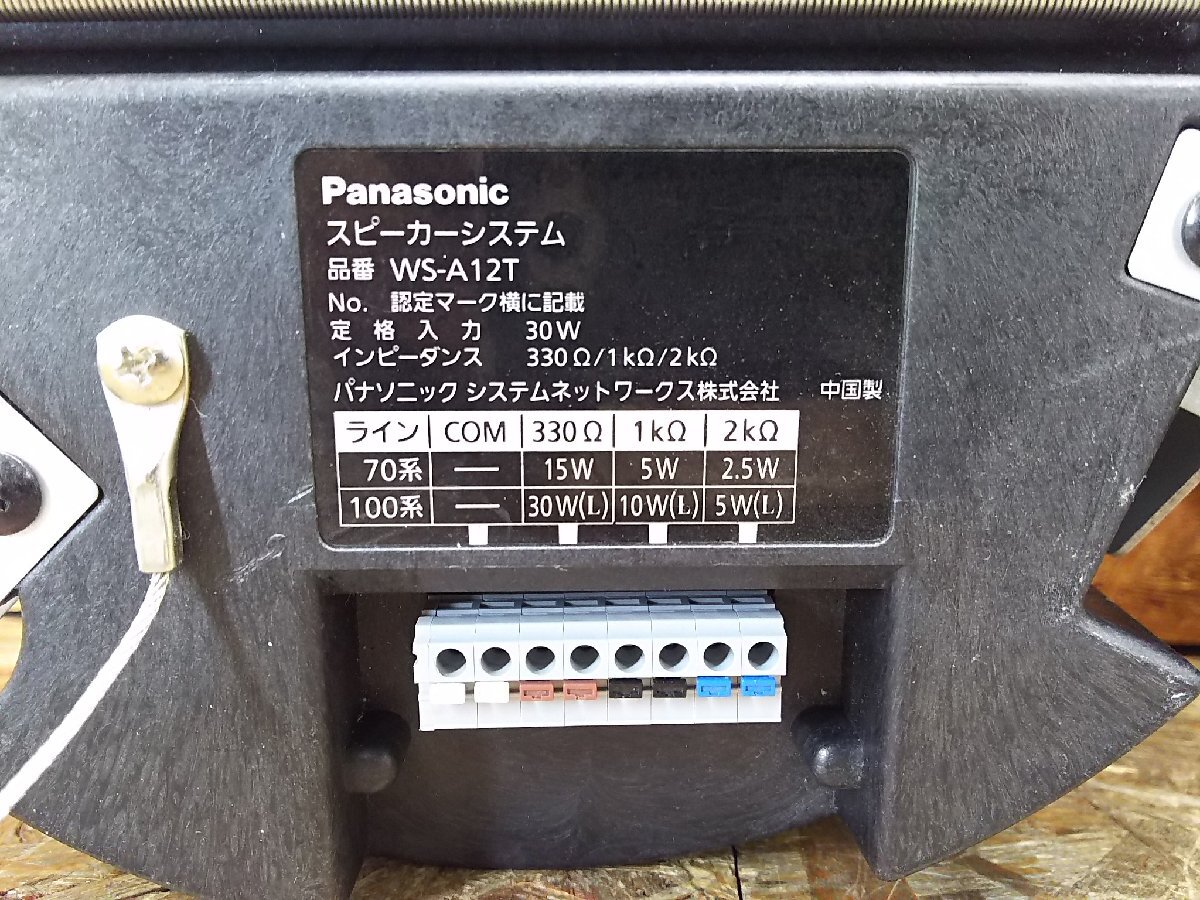 Panasonic
スピーカーシステム
品番 WS-A12T
No. 認定マーク横に記載
定格入力 30W
インピーダンス 330Ω/1kΩ/2kΩ
パナソニック システムネットワークス株式会社 中国製
ライン COM 330Ω 1kΩ 2kΩ
70系 — 15W 5W 2.5W
100系 — 30W(L) 10W(L) 5W(L)